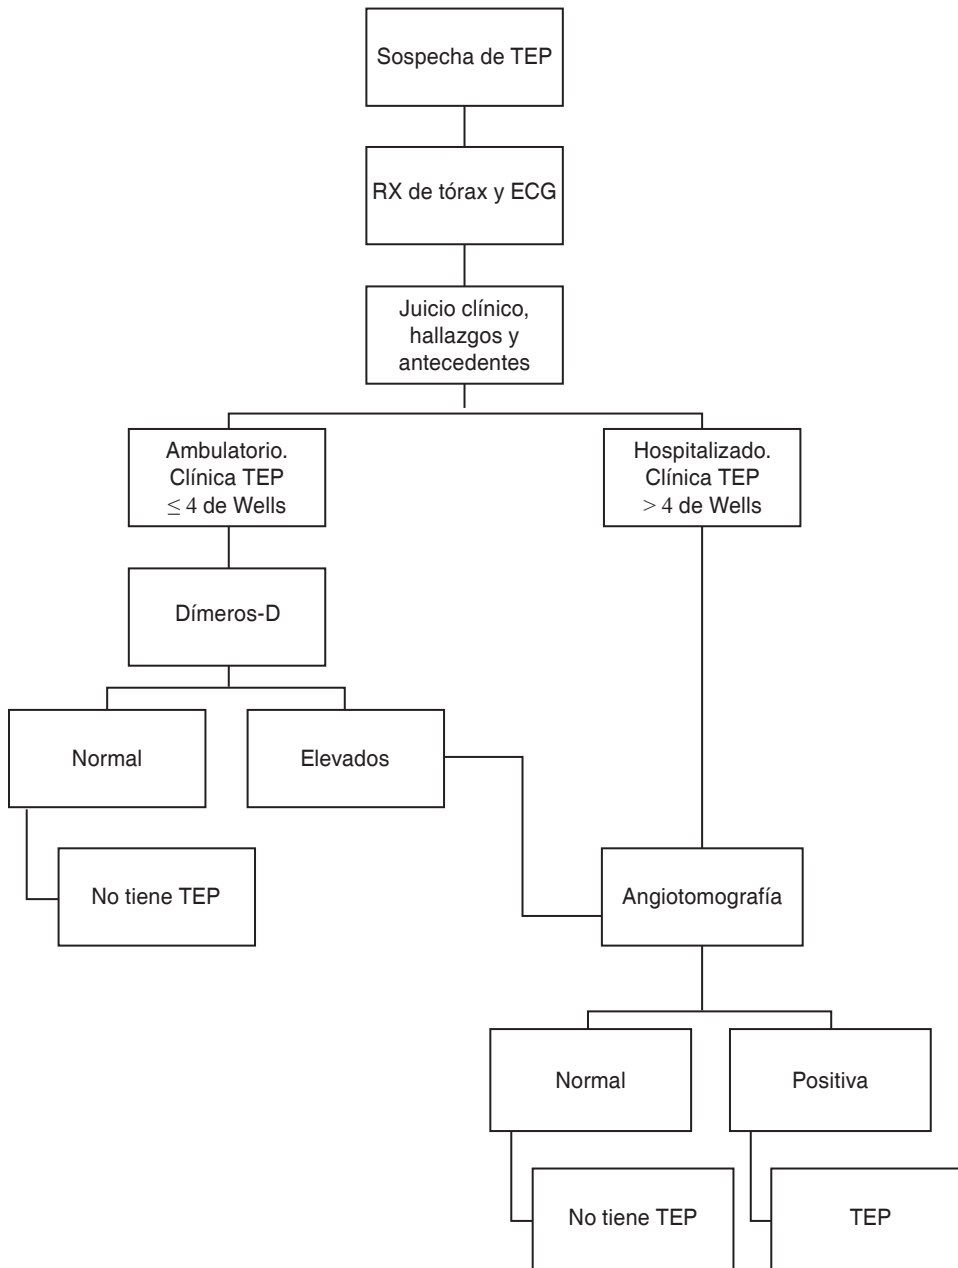 Sospecha de TEP
RX de tórax y ECG
Juicio clínico,
hallazgos y
antecedentes
Ambulatorio.
Clínica TEP
≤ 4 de Wells
Hospitalizado.
Clínica TEP
> 4 de Wells
Dímeros-D
Normal
Elevados
No tiene TEP
Angiotomografía
Normal
Positiva
No tiene TEP
TEP